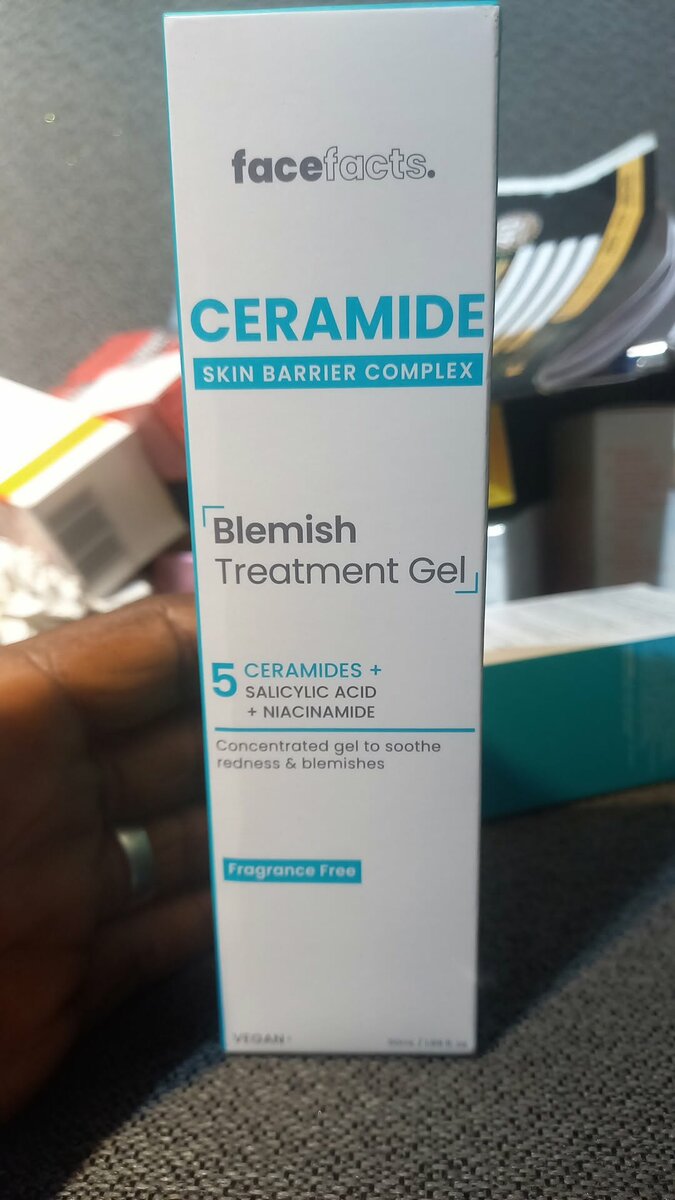 facefacts.
CERAMIDE
SKIN BARRIER COMPLEX
Blemish
Treatment Gel
5 CERAMIDES +
SALICYLIC ACID
+ NIACINAMIDE
Concentrated gel to soothe
redness & blemishes
Fragrance Free
VEGAN